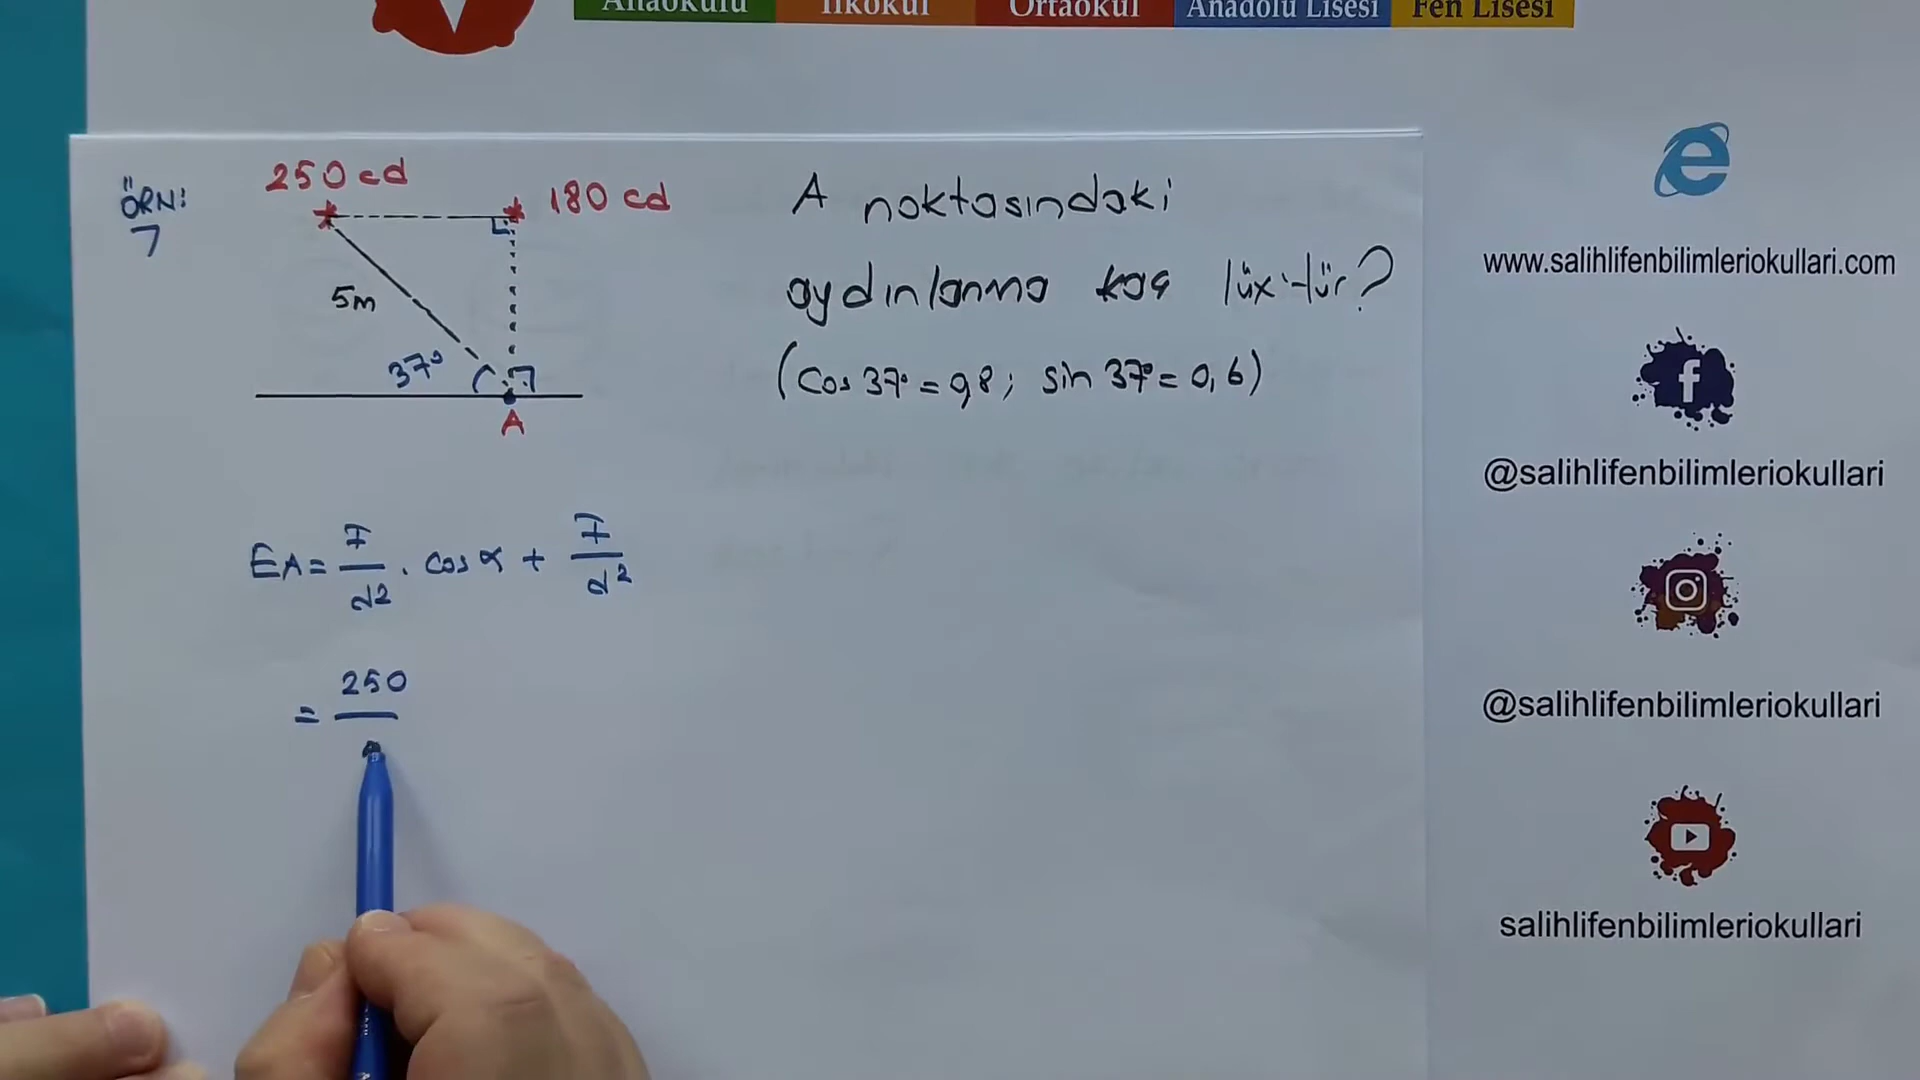 Anaokulu İlkokul Ortaokul Anadolu Lisesi Fen Lisesi
ÖRN:
7
250 cd
180 cd
5m
37°
A
A noktasındaki
aydınlanma kaç lüx'tür?
(cos 37° = 0,8; sin 37° = 0,6)
EA = I/d² . cos α + I/d²
= 250
www.salihlifenbilimleriokullari.com
@salihlifenbilimleriokullari
@salihlifenbilimleriokullari
salihlifenbilimleriokullari